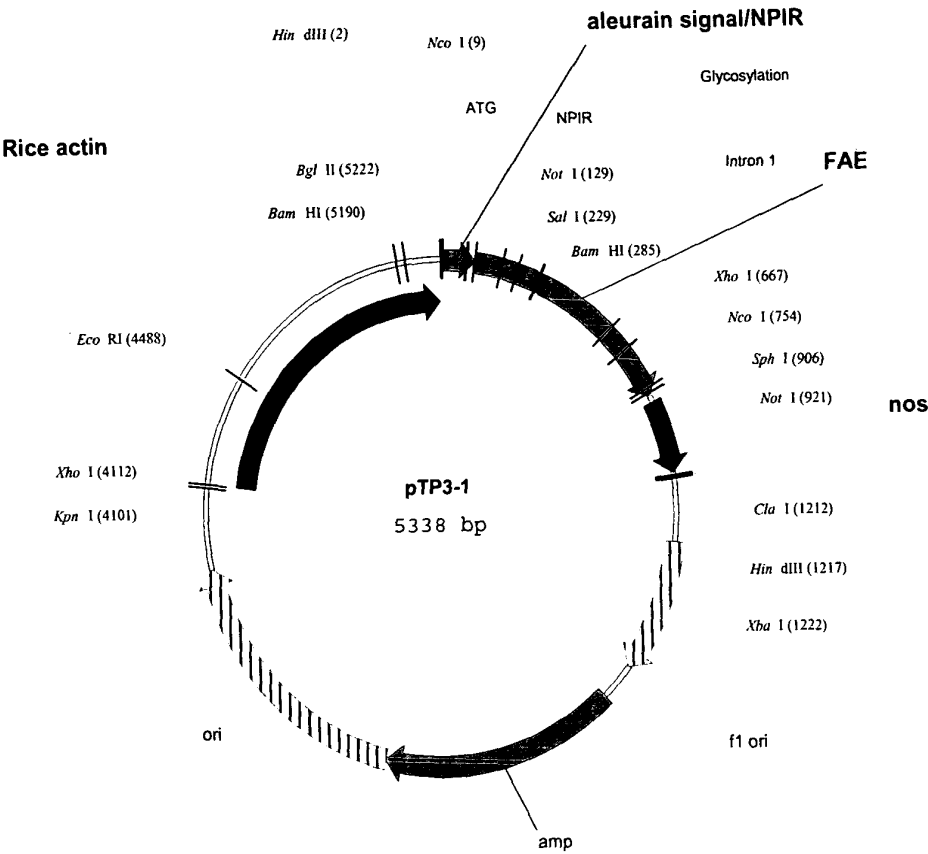 aleurain signal/NPIR
Hin dIII (2)
Nco I (9)
Glycosylation
ATG
NPIR
Rice actin
Intron 1
FAE
Bgl II (5222)
Not I (129)
Bam HI (5190)
Sal I (229)
Bam HI (285)
Xho I (667)
Nco I (754)
Eco RI (4488)
Sph I (906)
Not I (921)
nos
Xho I (4112)
pTP3-1
Kpn I (4101)
5338 bp
Cla I (1212)
Hin dIII (1217)
Xba I (1222)
ori
f1 ori
amp